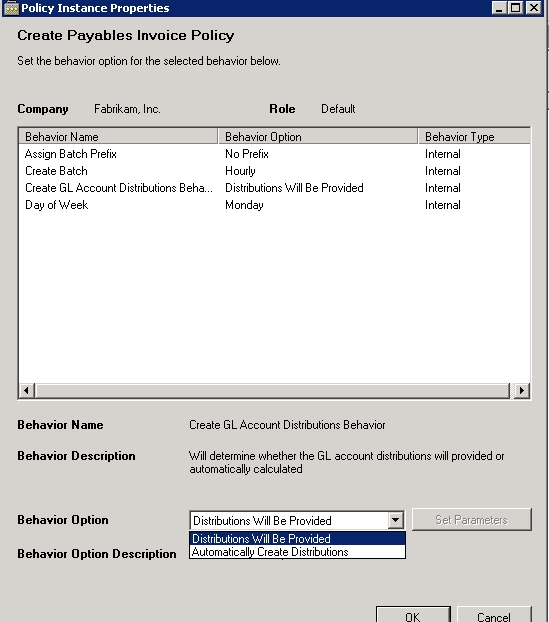 Policy Instance Properties
Create Payables Invoice Policy
Set the behavior option for the selected behavior below.
Company Fabrikam, Inc. Role Default
Behavior Name Behavior Option Behavior Type
Assign Batch Prefix No Prefix Internal
Create Batch Hourly Internal
Create GL Account Distributions Beha... Distributions Will Be Provided Internal
Day of Week Monday Internal
Behavior Name Create GL Account Distributions Behavior
Behavior Description Will determine whether the GL account distributions will provided or
automatically calculated
Behavior Option Distributions Will Be Provided Set Parameters
Distributions Will Be Provided
Automatically Create Distributions
Behavior Option Description
OK Cancel